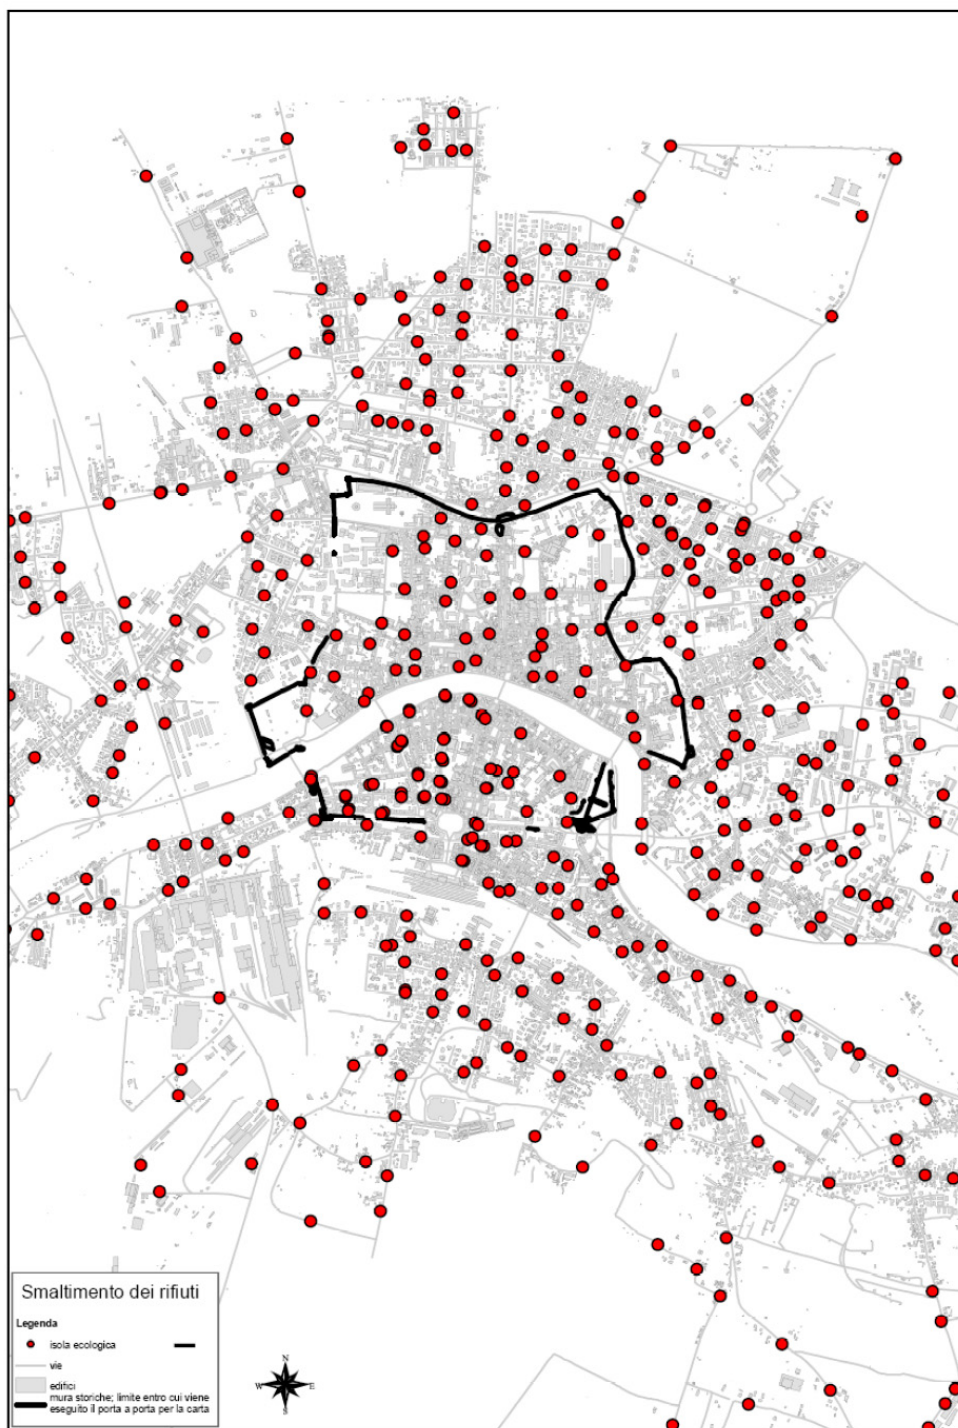 Smaltimento dei rifiuti
Legenda
isola ecologica
vie
edifici
mura storiche; limite entro cui viene
eseguito il porta a porta per la carta
N
W E
S